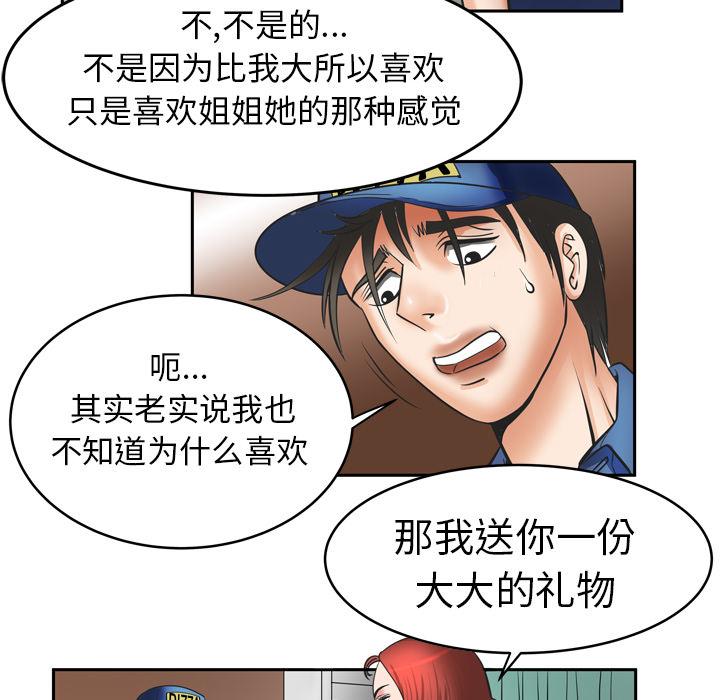 不,不是的...
不是因为比我大所以喜欢
只是喜欢姐姐她的那种感觉
呃...
其实老实说我也
不知道为什么喜欢
那我送你一份
大大的礼物
PIZZA